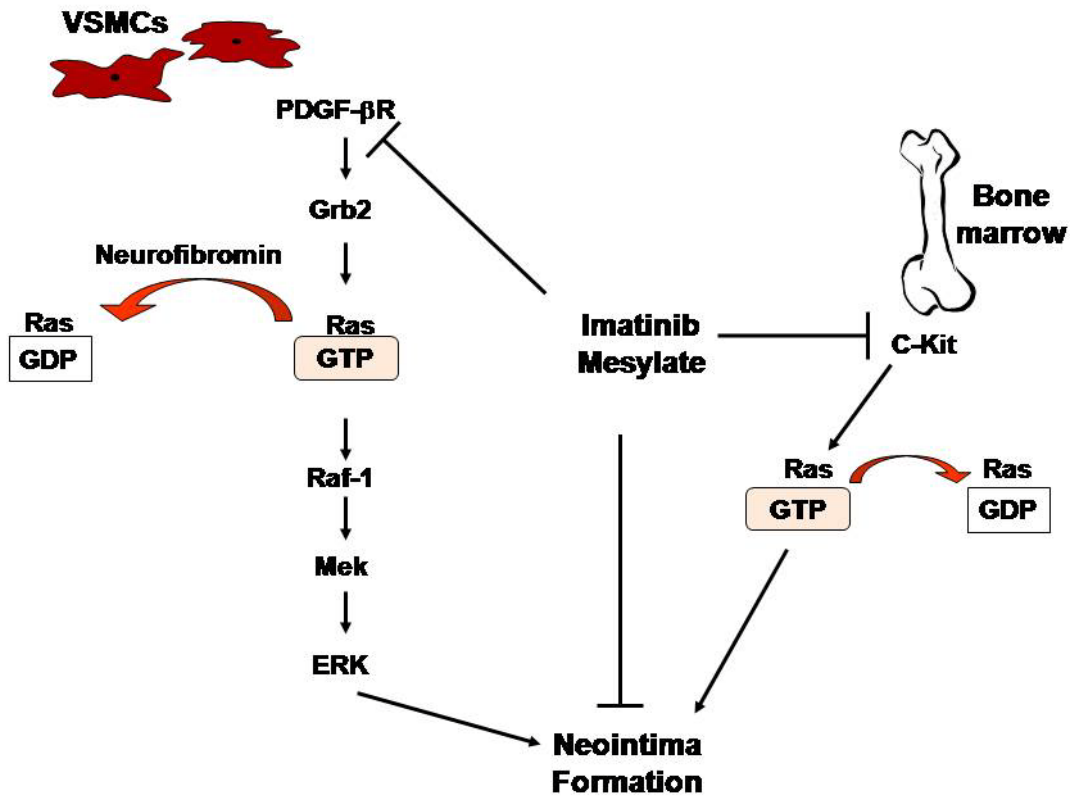 VSMCs
PDGF-βR
Grb2
Neurofibromin
Ras
GDP
Ras
GTP
Raf-1
Mek
ERK
Imatinib
Mesylate
Bone
marrow
C-Kit
Ras
GTP
Ras
GDP
Neointima
Formation